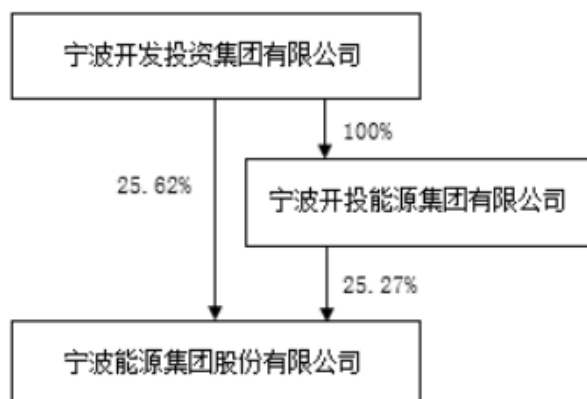 宁波开发投资集团有限公司
100%
25.62%
宁波开投能源集团有限公司
25.27%
宁波能源集团股份有限公司